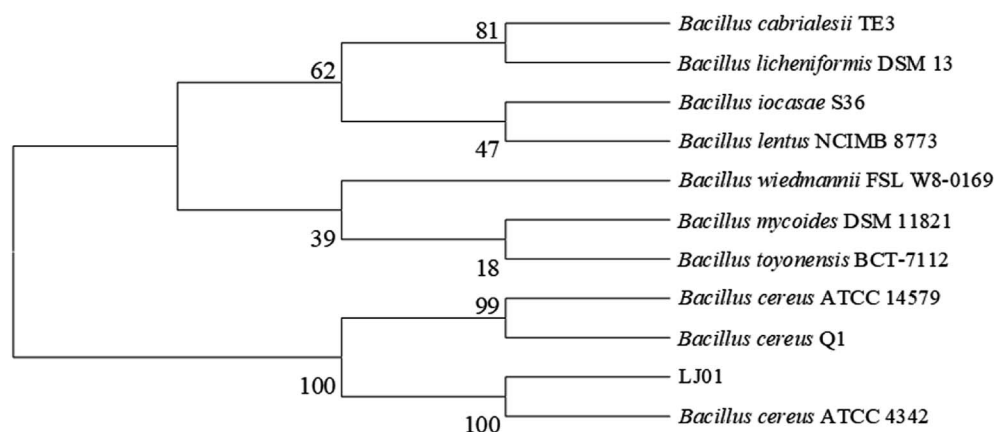 Bacillus cabrialesii TE3
81
Bacillus licheniformis DSM 13
62
Bacillus iocasae S36
Bacillus lentus NCIMB 8773
47
Bacillus wiedmannii FSL W8-0169
Bacillus mycoides DSM 11821
39
Bacillus toyonensis BCT-7112
18
Bacillus cereus ATCC 14579
99
Bacillus cereus Q1
LJ01
100
Bacillus cereus ATCC 4342
100